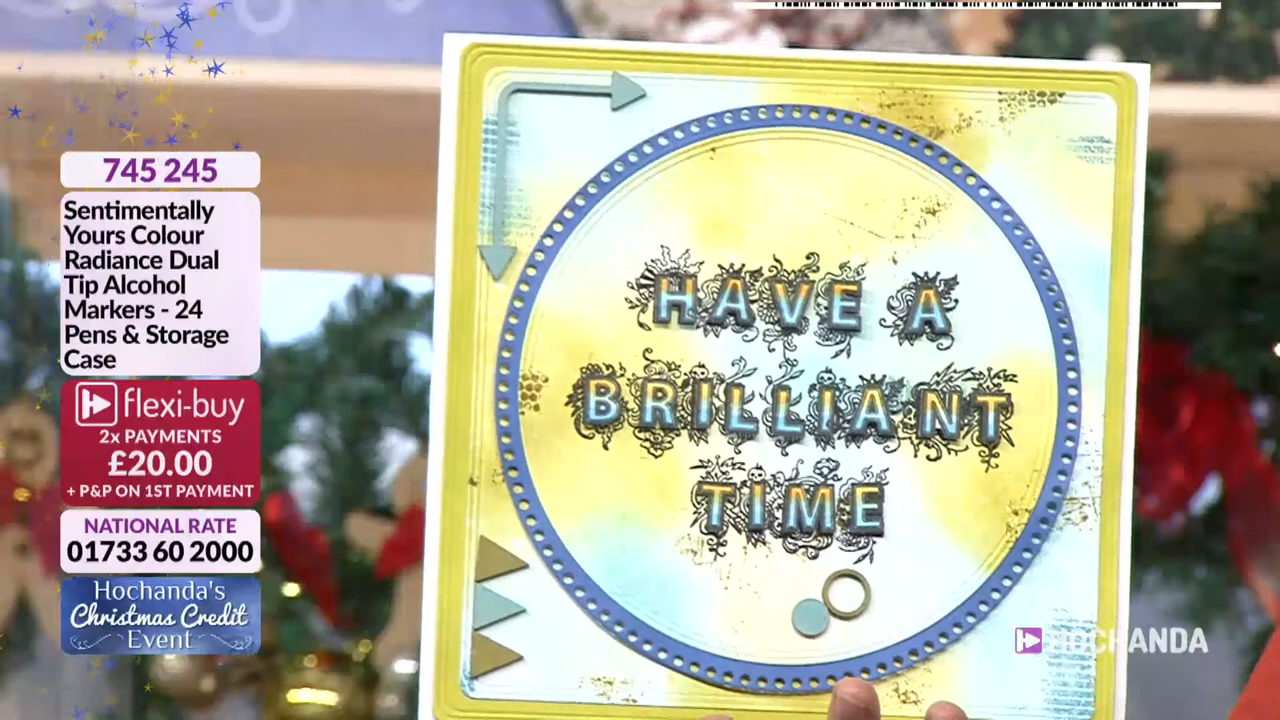 745 245
Sentimentally
Yours Colour
Radiance Dual
Tip Alcohol
Markers - 24
Pens & Storage
Case
flexi-buy
2x PAYMENTS
£20.00
+ P&P ON 1ST PAYMENT
NATIONAL RATE
01733 60 2000
Hochanda's
Christmas Credit
Event
HAVE A
BRILLIANT
TIME
HOCHANDA